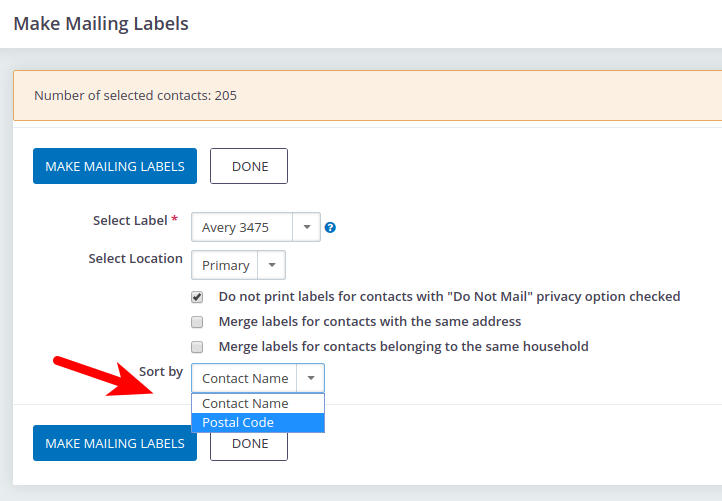 Make Mailing Labels
Number of selected contacts: 205
MAKE MAILING LABELS DONE
Select Label * Avery 3475 ?
Select Location Primary
Do not print labels for contacts with "Do Not Mail" privacy option checked
Merge labels for contacts with the same address
Merge labels for contacts belonging to the same household
Sort by Contact Name
Contact Name
Postal Code
MAKE MAILING LABELS DONE